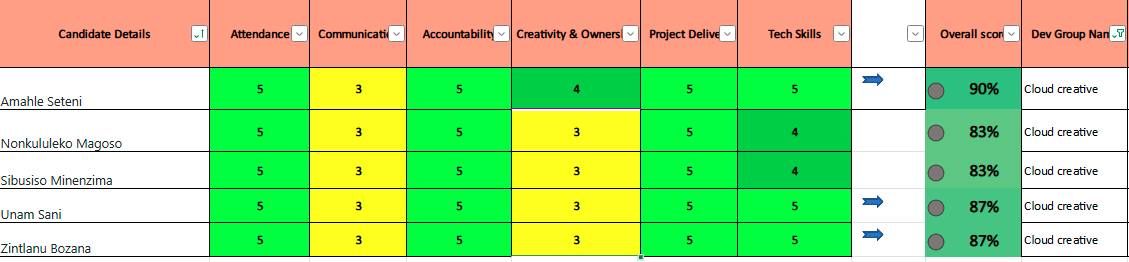 Candidate Details Attendance Communicati Accountability Creativity & Owners Project Delive Tech Skills Overall scor Dev Group Nan
Amahle Seteni 5 3 5 4 5 5 90% Cloud creative
Nonkululeko Magoso 5 3 5 3 5 4 83% Cloud creative
Sibusiso Minenzima 5 3 5 3 5 4 83% Cloud creative
Unam Sani 5 3 5 3 5 5 87% Cloud creative
Zintlanu Bozana 5 3 5 3 5 5 87% Cloud creative